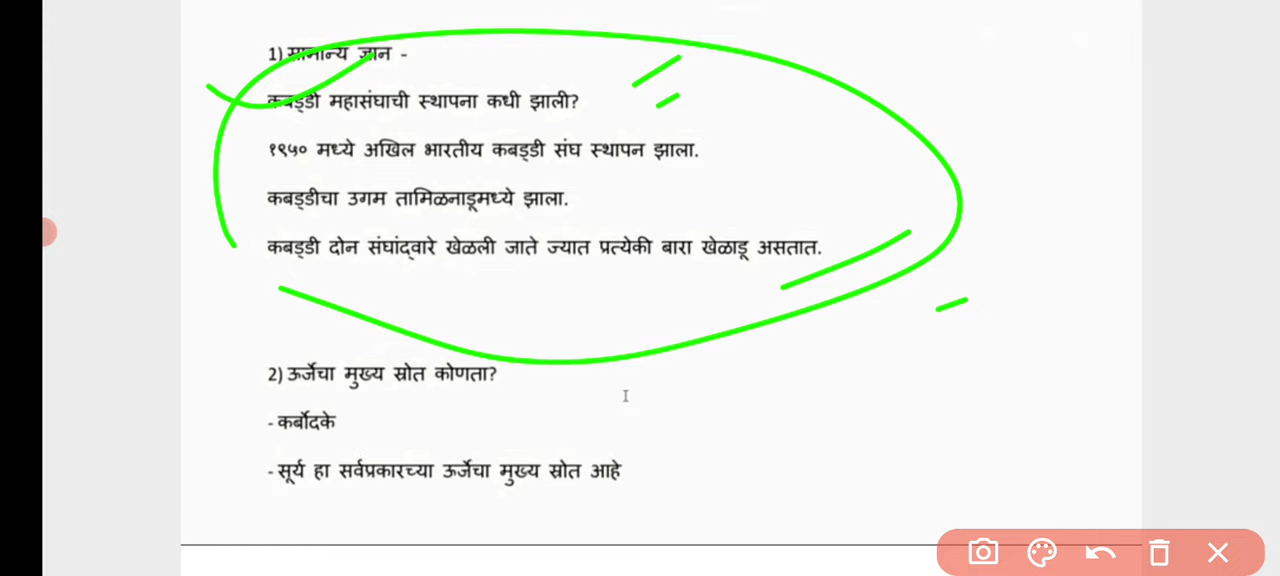 1) सामान्य ज्ञान -
कबड्डी महासंघाची स्थापना कधी झाली?
१९५० मध्ये अखिल भारतीय कबड्डी संघ स्थापन झाला.
कबड्डीचा उगम तामिळनाडूमध्ये झाला.
कबड्डी दोन संघांद्वारे खेळली जाते ज्यात प्रत्येकी बारा खेळाडू असतात.
2) ऊर्जेचा मुख्य स्रोत कोणता?
- कर्बोदके
- सूर्य हा सर्वप्रकारच्या ऊर्जेचा मुख्य स्रोत आहे